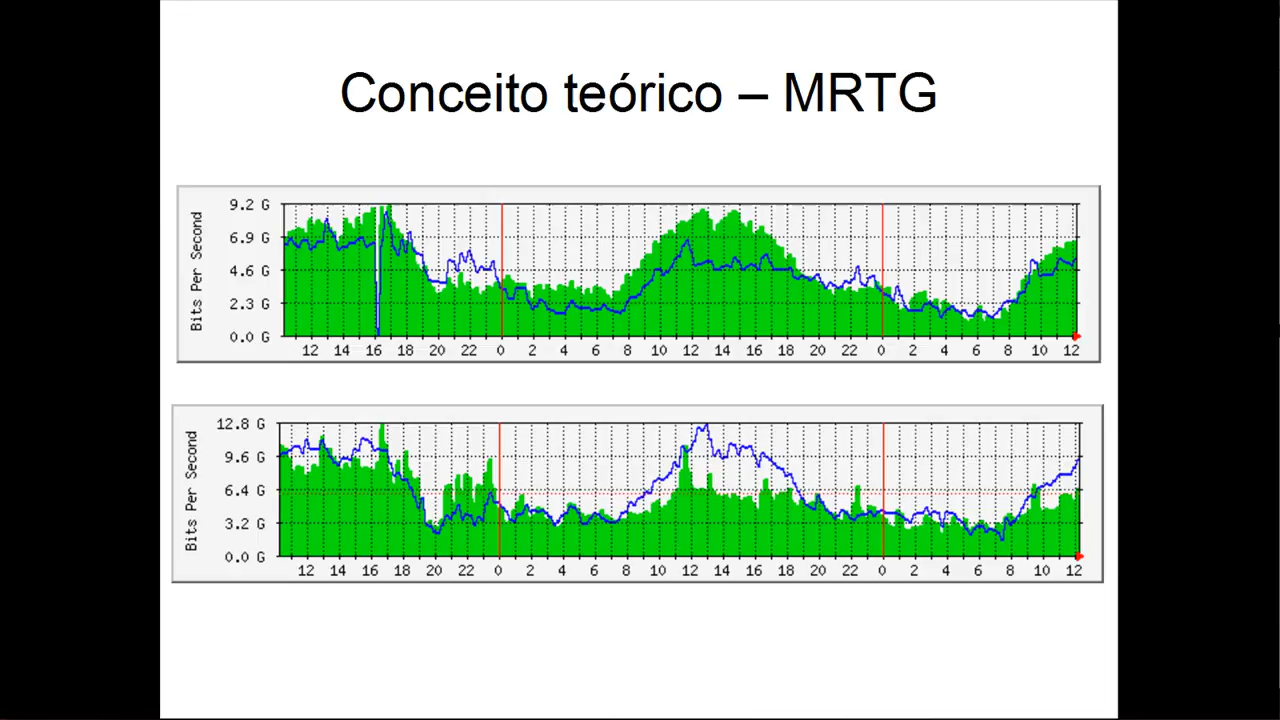 Conceito teórico – MRTG
Bits Per Second
9.2 G
6.9 G
4.6 G
2.3 G
0.0 G
12 14 16 18 20 22 0 2 4 6 8 10 12 14 16 18 20 22 0 2 4 6 8 10 12
Bits Per Second
12.8 G
9.6 G
6.4 G
3.2 G
0.0 G
12 14 16 18 20 22 0 2 4 6 8 10 12 14 16 18 20 22 0 2 4 6 8 10 12